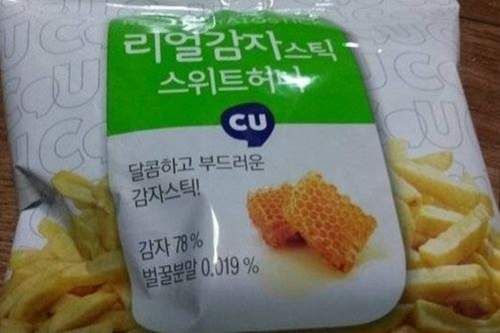 리얼감자스틱
스위트허니
CU
달콤하고 부드러운
감자스틱!
감자 78%
벌꿀분말 0.019%